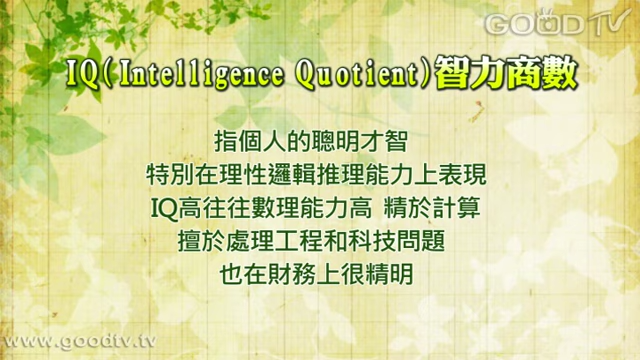 GOOD TV
IQ(Intelligence Quotient)智力商數
指個人的聰明才智
特別在理性邏輯推理能力上表現
IQ高往往數理能力高 精於計算
擅於處理工程和科技問題
也在財務上很精明
www.goodtv.tv